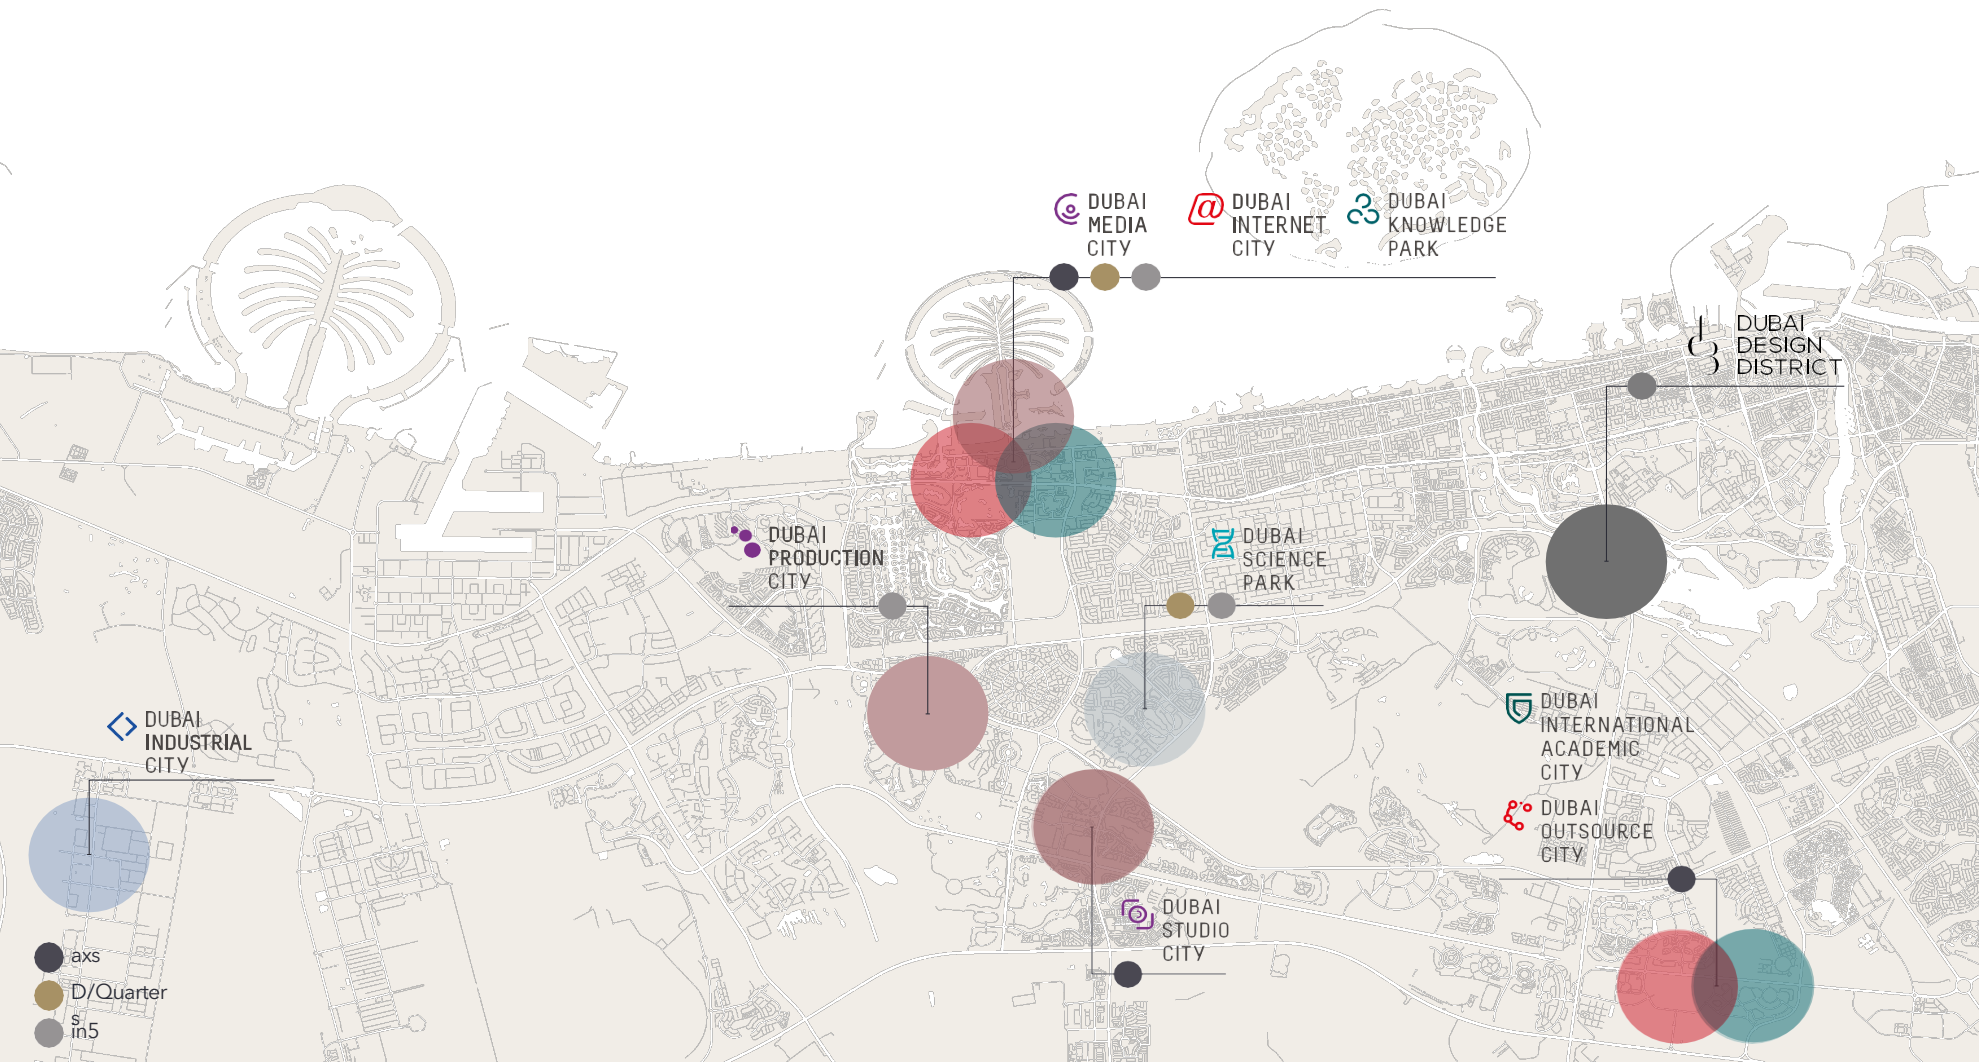 DUBAI
MEDIA
CITY
@
DUBAI
INTERNET
CITY
DUBAI
KNOWLEDGE
PARK
DUBAI
DESIGN
DISTRICT
DUBAI
PRODUCTION
CITY
DUBAI
SCIENCE
PARK
DUBAI
INDUSTRIAL
CITY
DUBAI
INTERNATIONAL
ACADEMIC
CITY
DUBAI
OUTSOURCE
CITY
DUBAI
STUDIO
CITY
axs
D/Quarter
s
in5